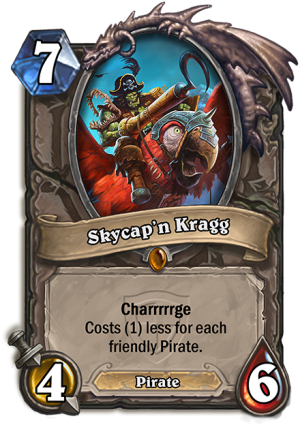 7
Skycap'n Kragg
Charrrrrge
Costs (1) less for each
friendly Pirate.
4
Pirate
6